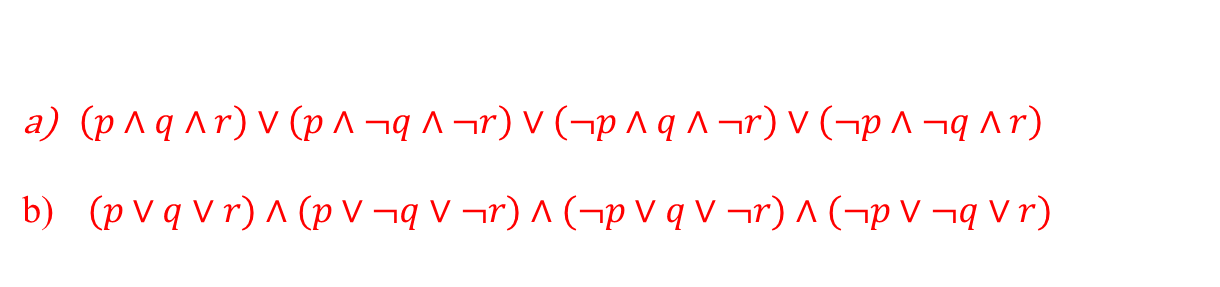 a) (p ∧ q ∧ r) ∨ (p ∧ ¬q ∧ ¬r) ∨ (¬p ∧ q ∧ ¬r) ∨ (¬p ∧ ¬q ∧ r)
b) (p ∨ q ∨ r) ∧ (p ∨ ¬q ∨ ¬r) ∧ (¬p ∨ q ∨ ¬r) ∧ (¬p ∨ ¬q ∨ r)